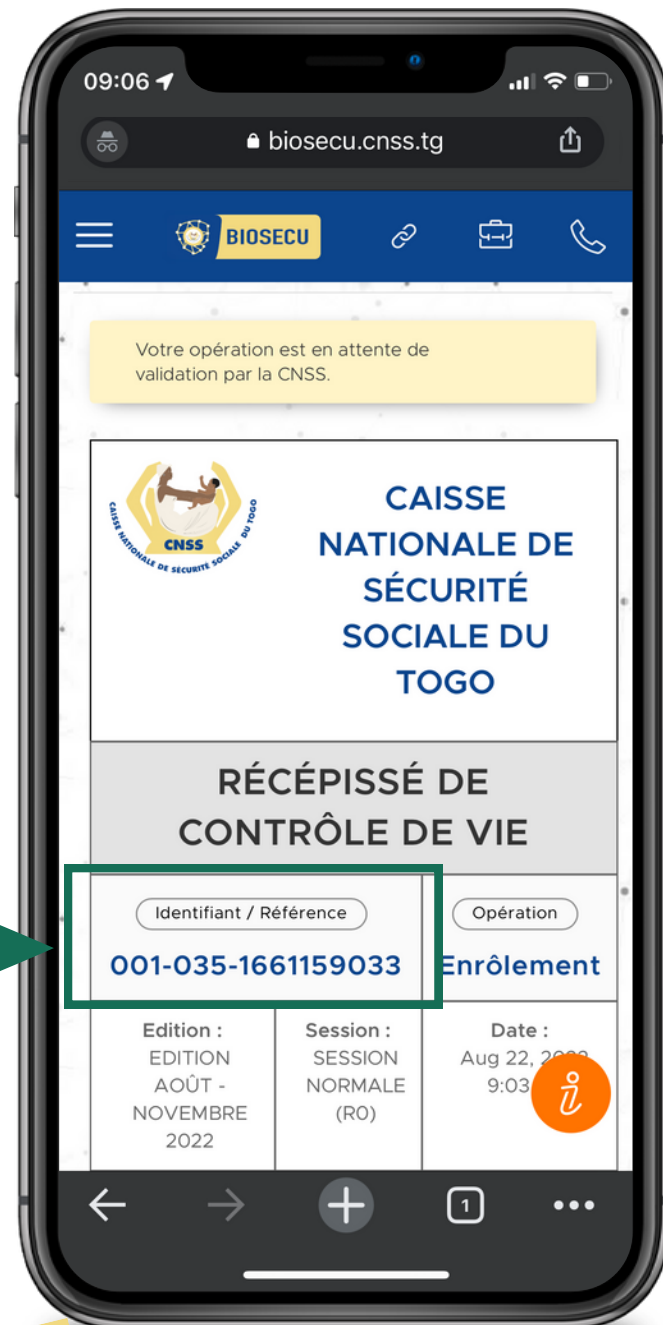 09:06
biosecu.cnss.tg
BIOSECU
Votre opération est en attente de
validation par la CNSS.
CAISSE NATIONALE DE SÉCURITÉ SOCIALE DU TOGO
CNSS
CAISSE
NATIONALE DE
SÉCURITÉ
SOCIALE DU
TOGO
RÉCÉPISSÉ DE
CONTRÔLE DE VIE
Identifiant / Référence
001-035-1661159033
Opération
Enrôlement
Edition :
EDITION
AOÛT -
NOVEMBRE
2022
Session :
SESSION
NORMALE
(R0)
Date :
Aug 22,
9:03
i
1